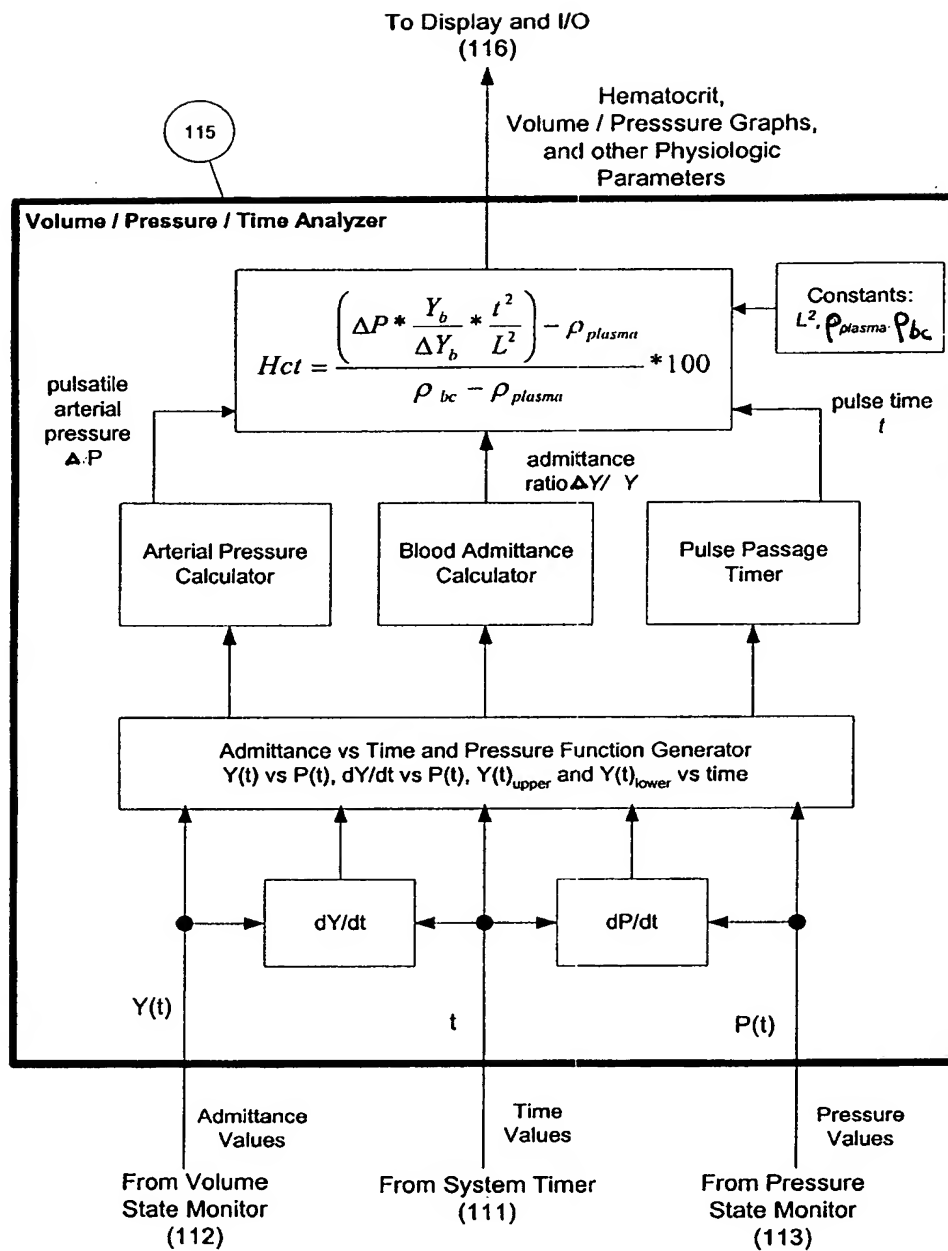 To Display and I/O
(116)
Hematocrit,
Volume / Presssure Graphs,
and other Physiologic
Parameters
115
Volume / Pressure / Time Analyzer
Hct = ((ΔP * Y_b/ΔY_b * t²/L²) − ρ_plasma)/(ρ_bc − ρ_plasma) * 100
Constants:
L², ρ_plasma, ρ_bc
pulsatile
arterial
pressure
Δ.P
admittance
ratio ΔY/ Y
pulse time
t
Arterial Pressure
Calculator
Blood Admittance
Calculator
Pulse Passage
Timer
Admittance vs Time and Pressure Function Generator
Y(t) vs P(t), dY/dt vs P(t), Y(t)_upper and Y(t)_lower vs time
dY/dt
dP/dt
Y(t)
t
P(t)
Admittance
Values
Time
Values
Pressure
Values
From Volume
State Monitor
(112)
From System Timer
(111)
From Pressure
State Monitor
(113)